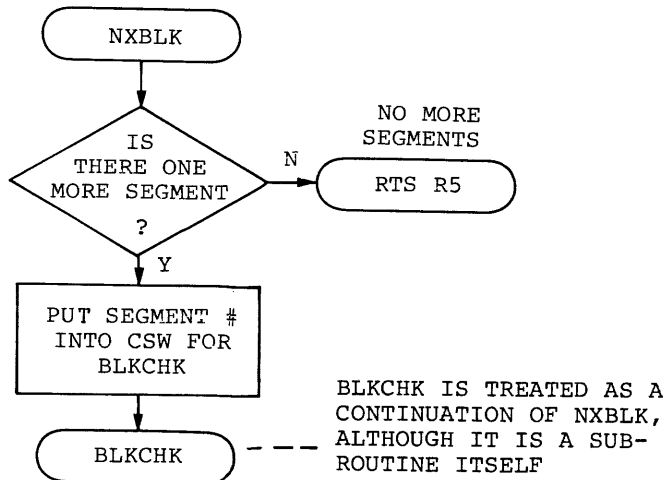 NXBLK
IS
THERE ONE
MORE SEGMENT
?
N
NO MORE
SEGMENTS
RTS R5
Y
PUT SEGMENT #
INTO CSW FOR
BLKCHK
BLKCHK
BLKCHK IS TREATED AS A
CONTINUATION OF NXBLK,
ALTHOUGH IT IS A SUB-
ROUTINE ITSELF